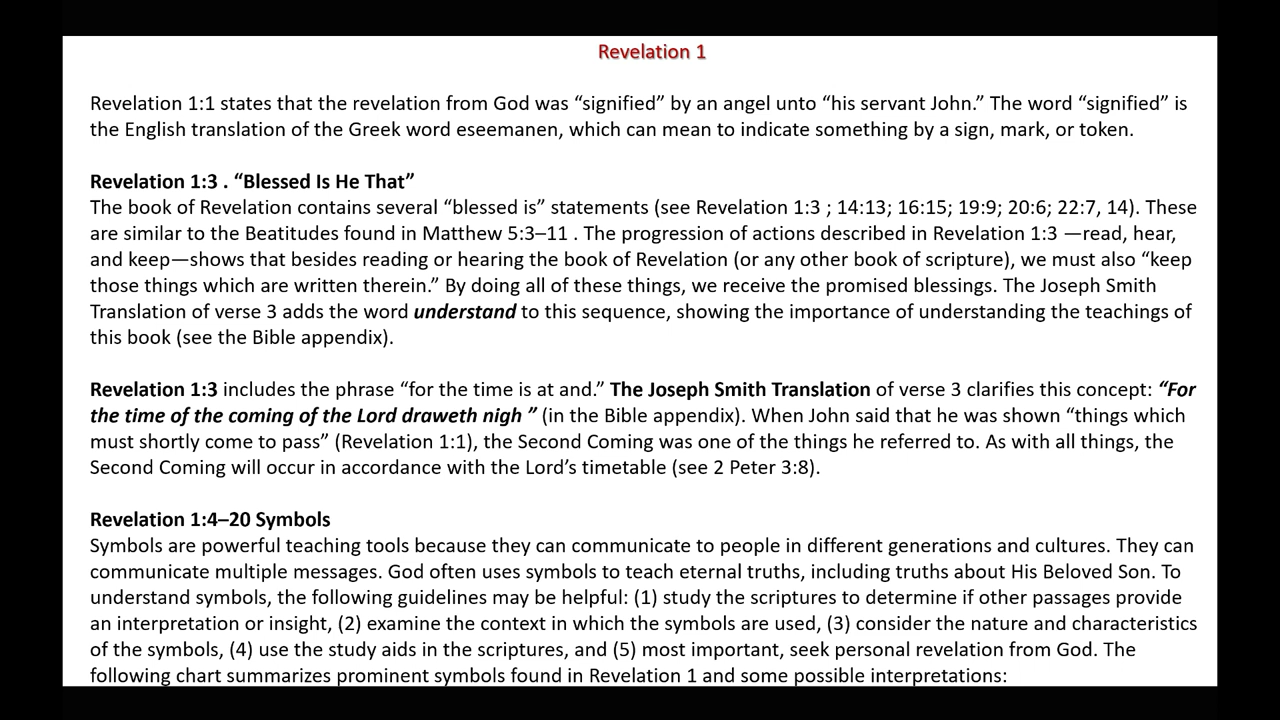 Revelation 1
Revelation 1:1 states that the revelation from God was “signified” by an angel unto “his servant John.” The word “signified” is
the English translation of the Greek word eseemanen, which can mean to indicate something by a sign, mark, or token.
Revelation 1:3 . “Blessed Is He That”
The book of Revelation contains several “blessed is” statements (see Revelation 1:3 ; 14:13; 16:15; 19:9; 20:6; 22:7, 14). These
are similar to the Beatitudes found in Matthew 5:3–11 . The progression of actions described in Revelation 1:3 —read, hear,
and keep—shows that besides reading or hearing the book of Revelation (or any other book of scripture), we must also “keep
those things which are written therein.” By doing all of these things, we receive the promised blessings. The Joseph Smith
Translation of verse 3 adds the word understand to this sequence, showing the importance of understanding the teachings of
this book (see the Bible appendix).
Revelation 1:3 includes the phrase “for the time is at and.” The Joseph Smith Translation of verse 3 clarifies this concept: “For
the time of the coming of the Lord draweth nigh ” (in the Bible appendix). When John said that he was shown “things which
must shortly come to pass” (Revelation 1:1), the Second Coming was one of the things he referred to. As with all things, the
Second Coming will occur in accordance with the Lord’s timetable (see 2 Peter 3:8).
Revelation 1:4–20 Symbols
Symbols are powerful teaching tools because they can communicate to people in different generations and cultures. They can
communicate multiple messages. God often uses symbols to teach eternal truths, including truths about His Beloved Son. To
understand symbols, the following guidelines may be helpful: (1) study the scriptures to determine if other passages provide
an interpretation or insight, (2) examine the context in which the symbols are used, (3) consider the nature and characteristics
of the symbols, (4) use the study aids in the scriptures, and (5) most important, seek personal revelation from God. The
following chart summarizes prominent symbols found in Revelation 1 and some possible interpretations: